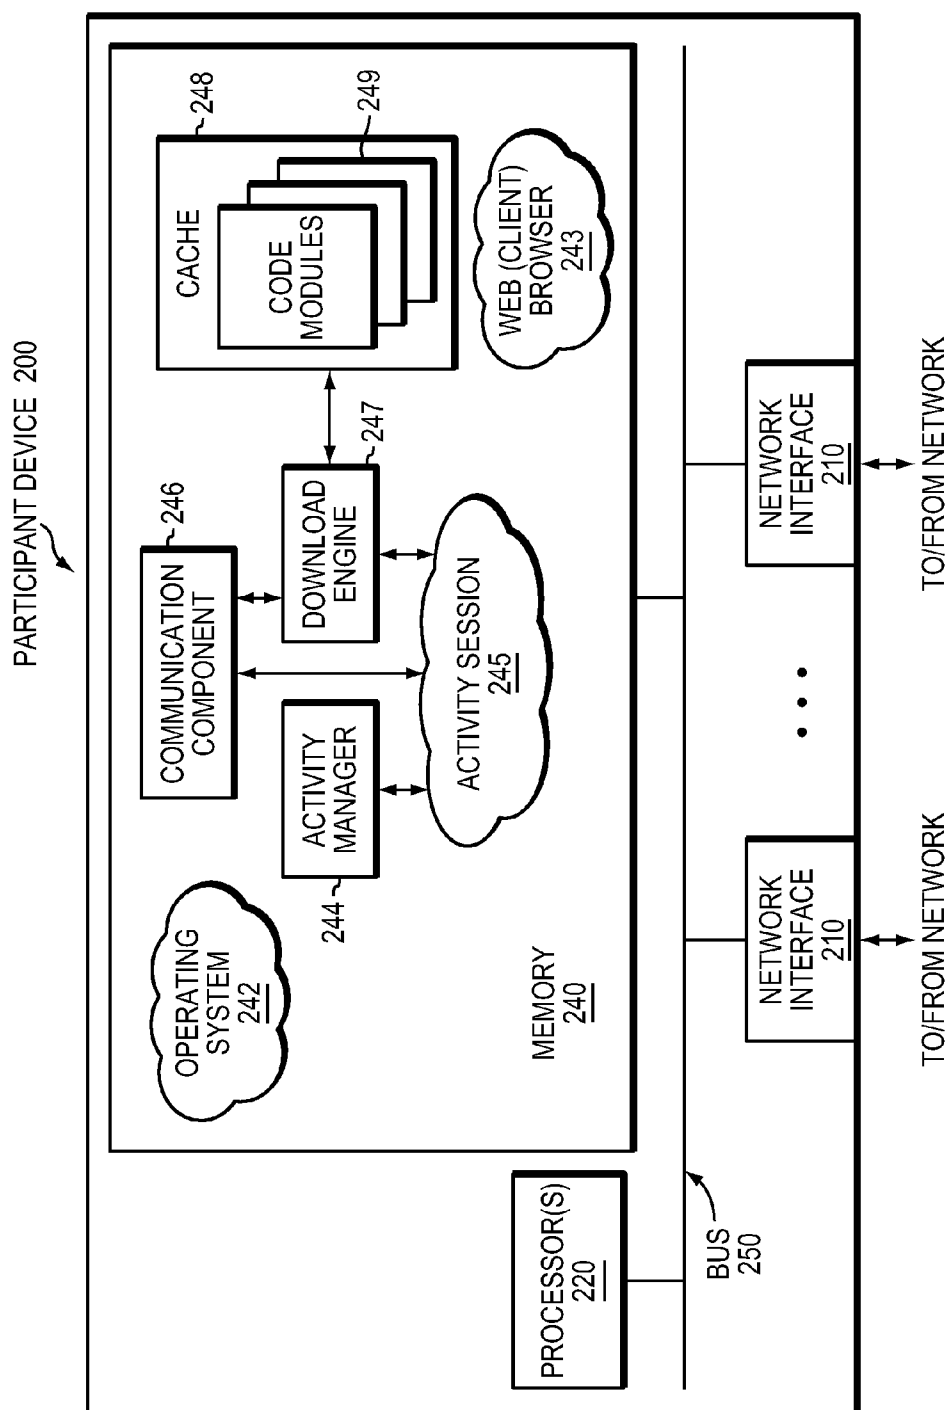 PARTICIPANT DEVICE 200
OPERATING
SYSTEM
242
COMMUNICATION
COMPONENT
246
CACHE
248
CODE
MODULES
249
ACTIVITY
MANAGER
244
DOWNLOAD
ENGINE
247
ACTIVITY SESSION
245
WEB (CLIENT)
BROWSER
243
MEMORY
240
PROCESSOR(S)
220
BUS
250
NETWORK
INTERFACE
210
NETWORK
INTERFACE
210
TO/FROM NETWORK
TO/FROM NETWORK